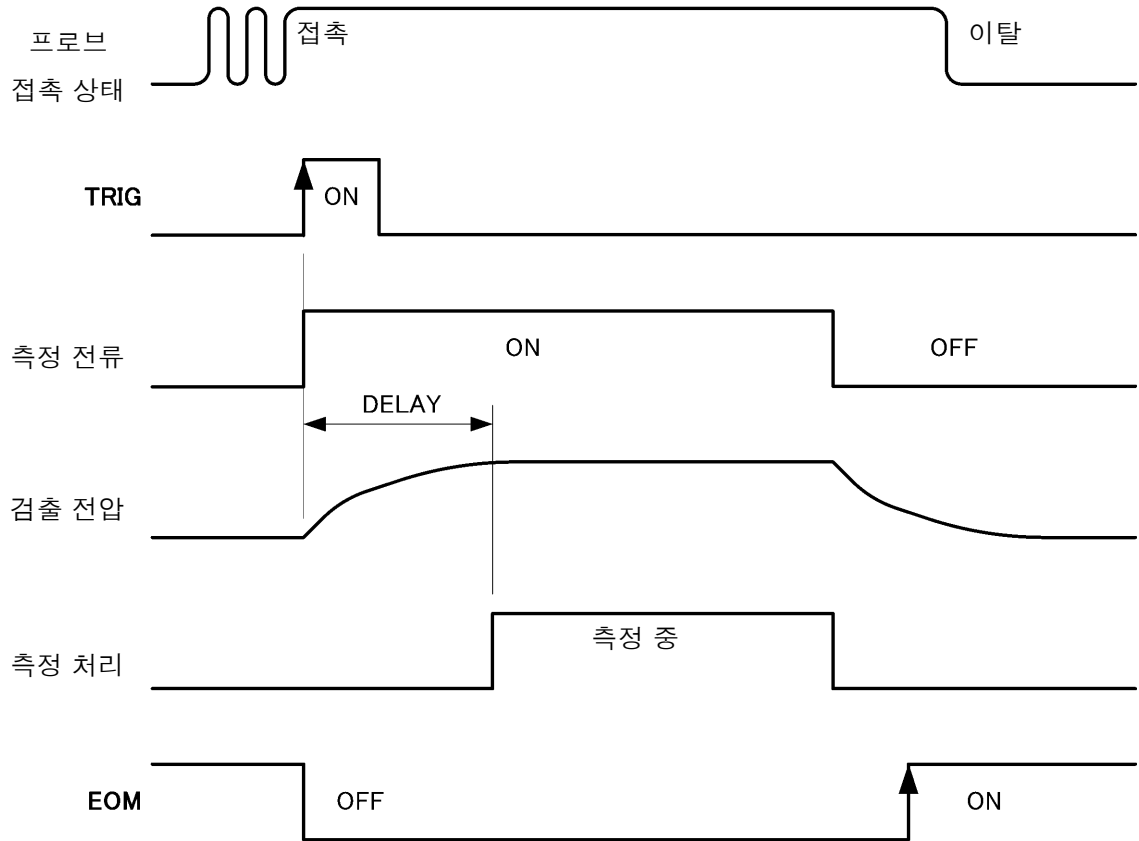 프로브
접촉 상태
접촉
이탈
TRIG
ON
측정 전류
ON
OFF
DELAY
검출 전압
측정 처리
측정 중
EOM
OFF
ON